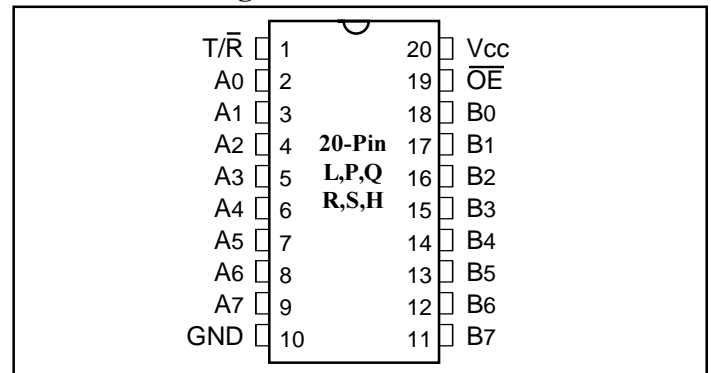 T/R̅ 1 20 Vcc
A0 2 19 O̅E̅
A1 3 18 B0
A2 4 20-Pin 17 B1
A3 5 L,P,Q 16 B2
A4 6 R,S,H 15 B3
A5 7 14 B4
A6 8 13 B5
A7 9 12 B6
GND 10 11 B7